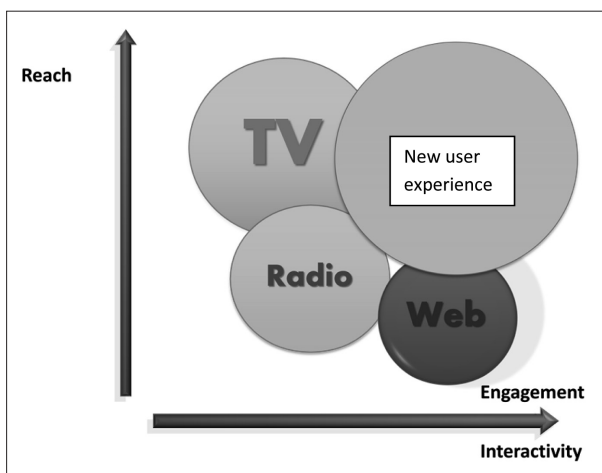 Reach
TV
New user
experience
Radio
Web
Engagement
Interactivity